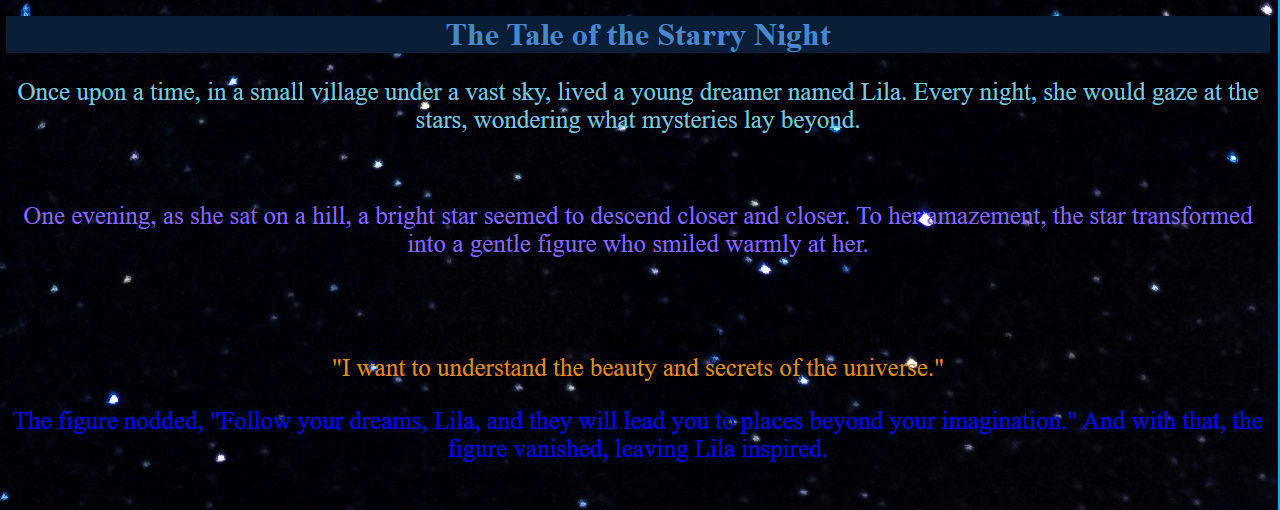 The Tale of the Starry Night
Once upon a time, in a small village under a vast sky, lived a young dreamer named Lila. Every night, she would gaze at the
stars, wondering what mysteries lay beyond.
One evening, as she sat on a hill, a bright star seemed to descend closer and closer. To her amazement, the star transformed
into a gentle figure who smiled warmly at her.
"I want to understand the beauty and secrets of the universe."
The figure nodded, "Follow your dreams, Lila, and they will lead you to places beyond your imagination." And with that, the
figure vanished, leaving Lila inspired.